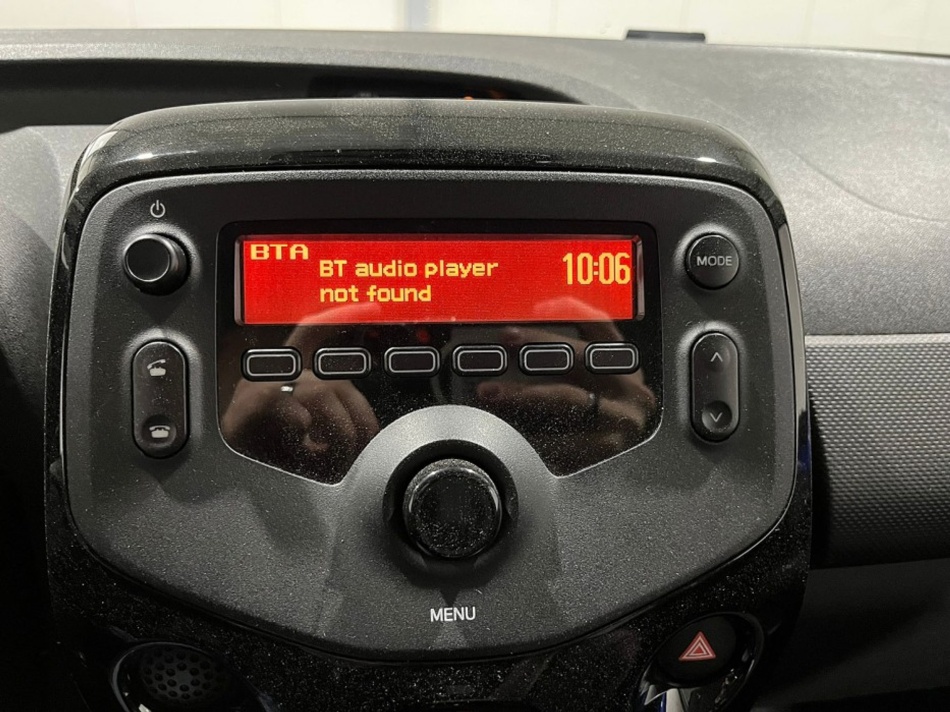 BTA
BT audio player
not found
10:06
MODE
MENU